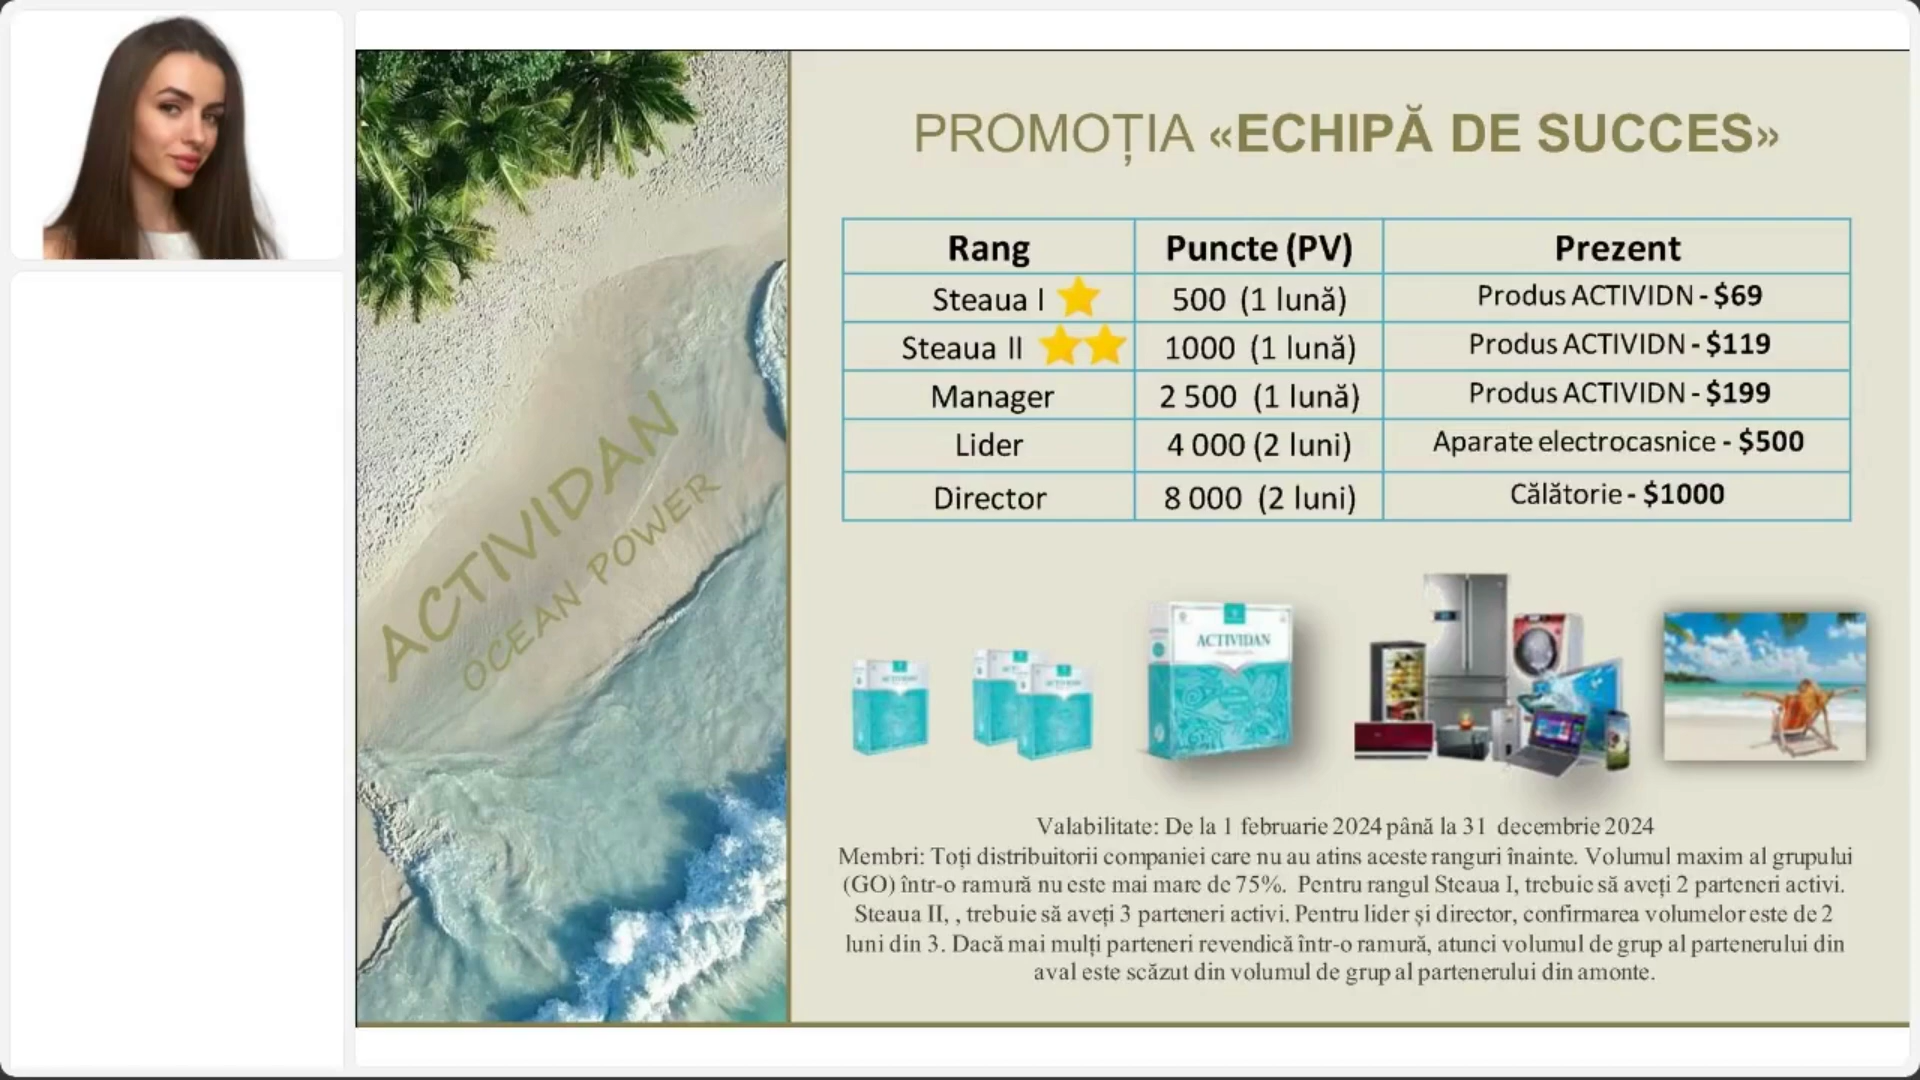 PROMOȚIA «ECHIPĂ DE SUCCES»
Rang Puncte (PV) Prezent
Steaua I 500 (1 lună) Produs ACTIVIDN - $69
Steaua II 1000 (1 lună) Produs ACTIVIDN - $119
Manager 2 500 (1 lună) Produs ACTIVIDN - $199
Lider 4 000 (2 luni) Aparate electrocasnice - $500
Director 8 000 (2 luni) Călătorie - $1000
ACTIVIDAN
OCEAN POWER
ACTIVIDAN
Valabilitate: De la 1 februarie 2024 până la 31 decembrie 2024
Membri: Toți distribuitorii companiei care nu au atins aceste ranguri înainte. Volumul maxim al grupului
(GO) într-o ramură nu este mai mare de 75%. Pentru rangul Steaua I, trebuie să aveți 2 parteneri activi.
Steaua II, , trebuie să aveți 3 parteneri activi. Pentru lider și director, confirmarea volumelor este de 2
luni din 3. Dacă mai mulți parteneri revendică într-o ramură, atunci volumul de grup al partenerului din
aval este scăzut din volumul de grup al partenerului din amonte.